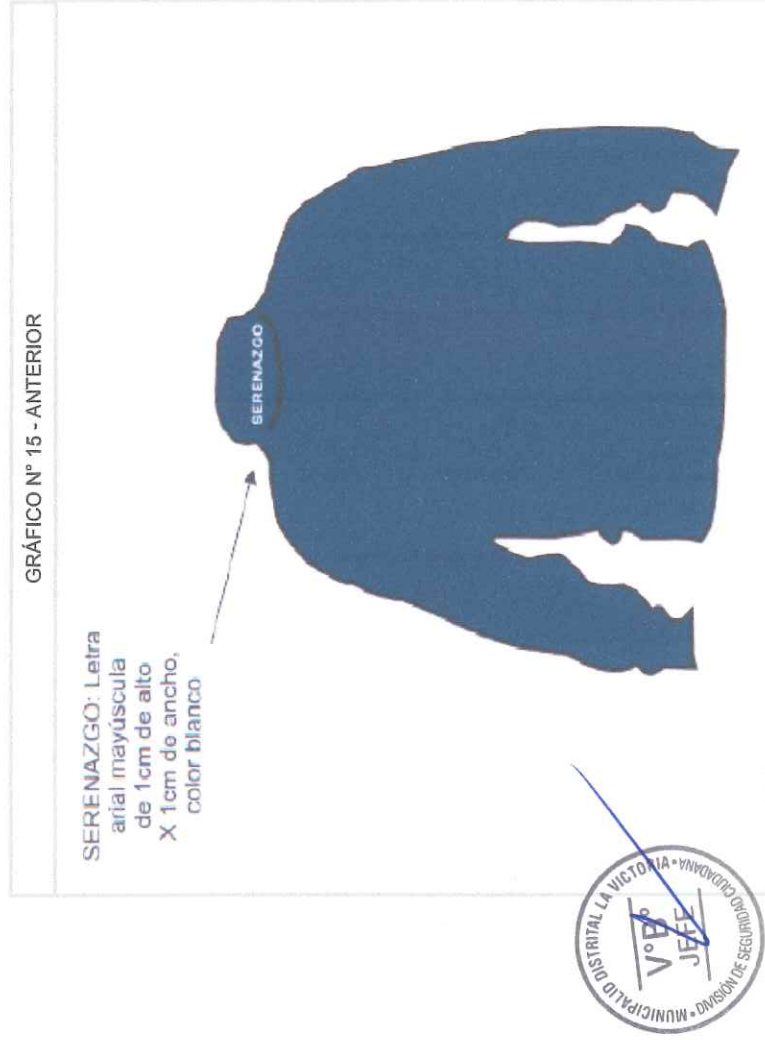 GRÁFICO N° 15 - ANTERIOR
SERENAZGO: Letra
arial mayúscula
de 1cm de alto
X 1cm de ancho,
color blanco
SERENAZGO
MUNICIPALIO DISTRITAL LA VICTORIA • DIVISIÓN DE SEGURIDAD CIUDADANA •
V°B°
JEFE